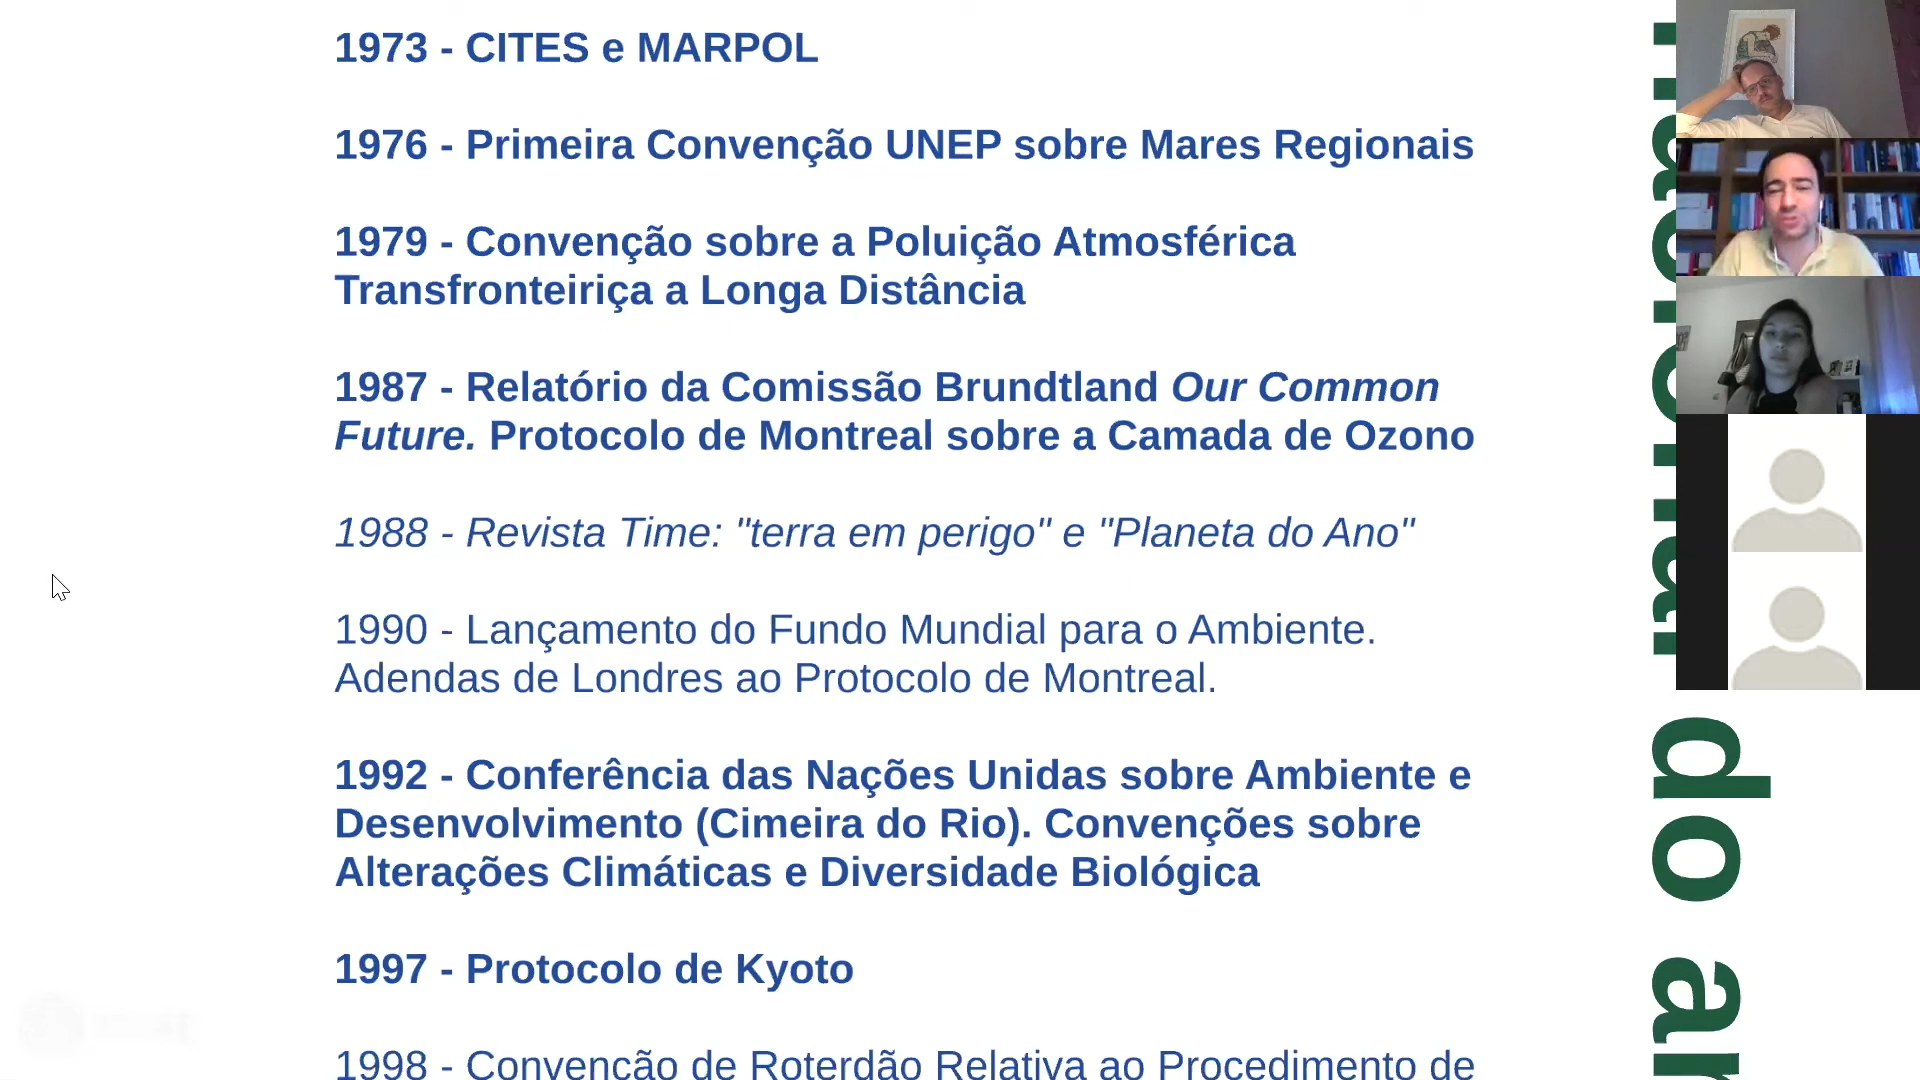 1973 - CITES e MARPOL
1976 - Primeira Convenção UNEP sobre Mares Regionais
1979 - Convenção sobre a Poluição Atmosférica
Transfronteiriça a Longa Distância
1987 - Relatório da Comissão Brundtland Our Common
Future. Protocolo de Montreal sobre a Camada de Ozono
1988 - Revista Time: "terra em perigo" e "Planeta do Ano"
1990 - Lançamento do Fundo Mundial para o Ambiente.
Adendas de Londres ao Protocolo de Montreal.
1992 - Conferência das Nações Unidas sobre Ambiente e
Desenvolvimento (Cimeira do Rio). Convenções sobre
Alterações Climáticas e Diversidade Biológica
1997 - Protocolo de Kyoto
1998 - Convenção de Roterdão Relativa ao Procedimento de
do